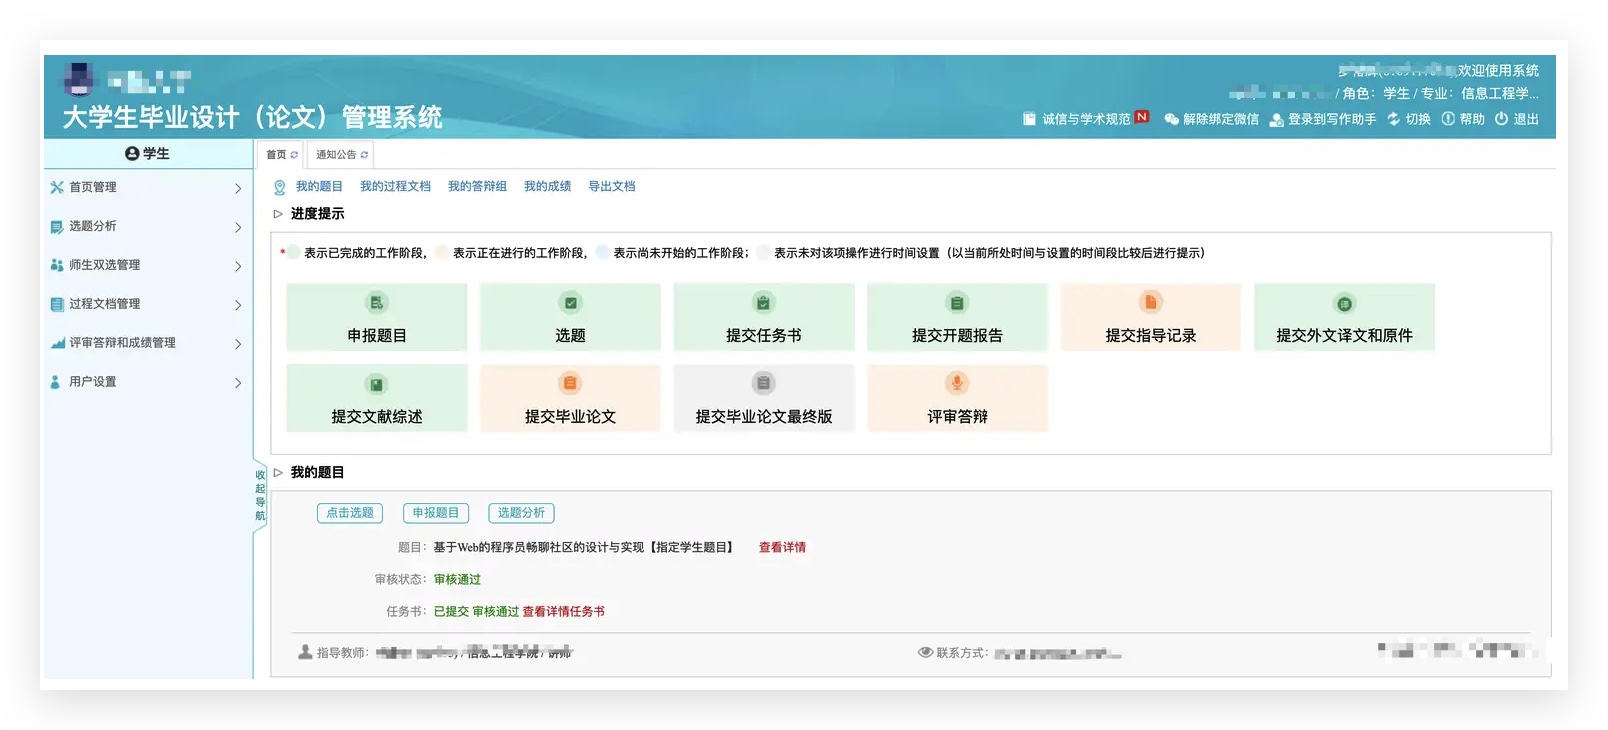 欢迎使用系统
/ 角色：学生 / 专业：信息工程学...
大学生毕业设计（论文）管理系统
诚信与学术规范 N 解除绑定微信 登录到写作助手 切换 帮助 退出
学生
首页 通知公告
首页管理
选题分析
师生双选管理
过程文档管理
评审答辩和成绩管理
用户设置
收起导航
我的题目 我的过程文档 我的答辩组 我的成绩 导出文档
进度提示
* 表示已完成的工作阶段， 表示正在进行的工作阶段， 表示尚未开始的工作阶段； 表示未对该项操作进行时间设置（以当前所处时间与设置的时间段比较后进行提示）
申报题目 选题 提交任务书 提交开题报告 提交指导记录 提交外文译文和原件
提交文献综述 提交毕业论文 提交毕业论文最终版 评审答辩
我的题目
点击选题 申报题目 选题分析
题目：基于Web的程序员畅聊社区的设计与实现【指定学生题目】 查看详情
审核状态：审核通过
任务书：已提交 审核通过 查看详情任务书
指导教师： / 信息工程学院 / 讲师 联系方式：